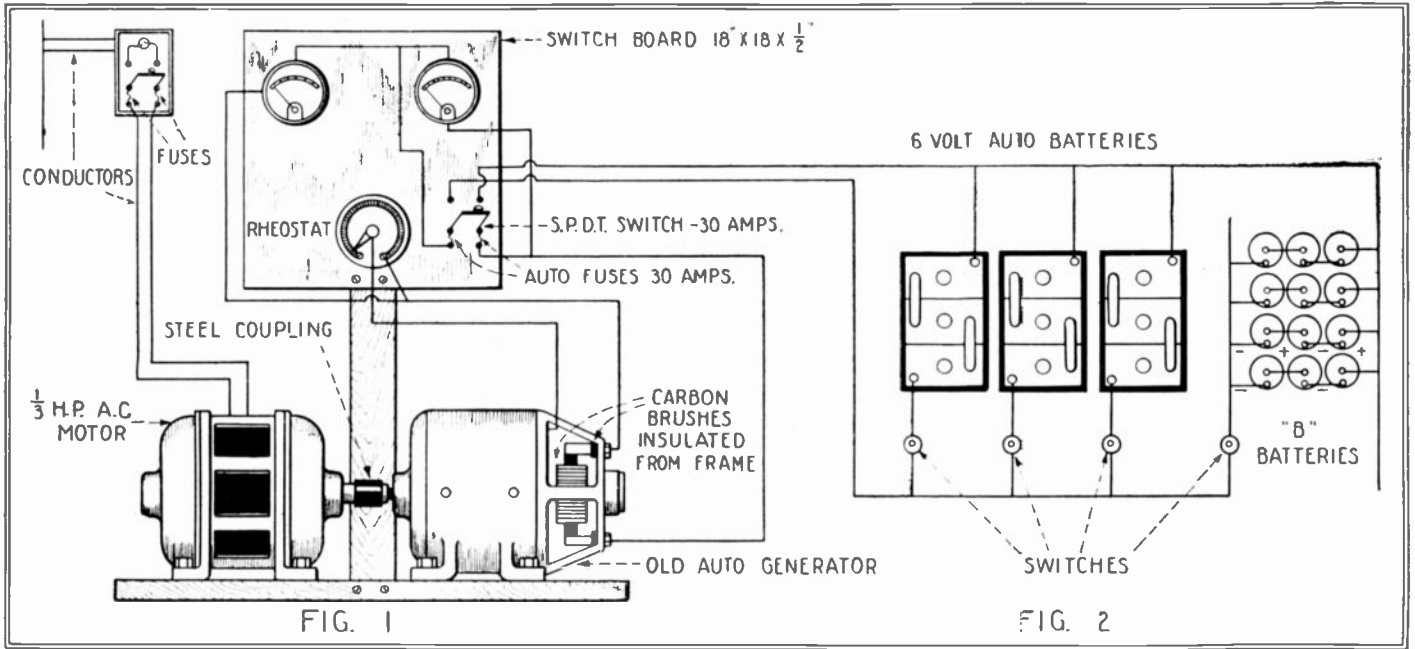 SWITCH BOARD 18" X 18 X 1/2"
FUSES
CONDUCTORS
6 VOLT AUTO BATTERIES
RHEOSTAT
S.P.D.T. SWITCH - 30 AMPS.
AUTO FUSES 30 AMPS.
STEEL COUPLING
1/3 H.P. A.C.
MOTOR
CARBON
BRUSHES
INSULATED
FROM FRAME
- + - +
- -
"B"
BATTERIES
OLD AUTO GENERATOR
SWITCHES
FIG. 1
FIG. 2